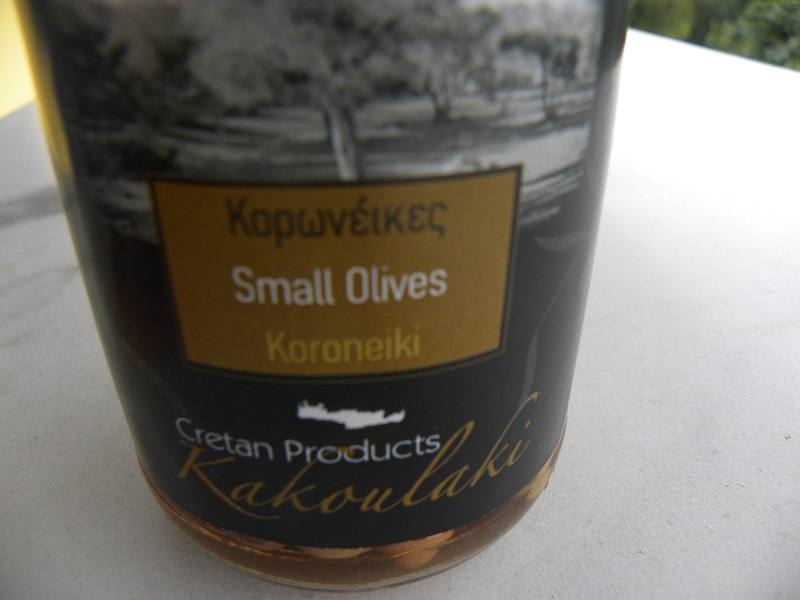 Κορωνέικες
Small Olives
Koroneiki
Cretan Products
Kakoulaki